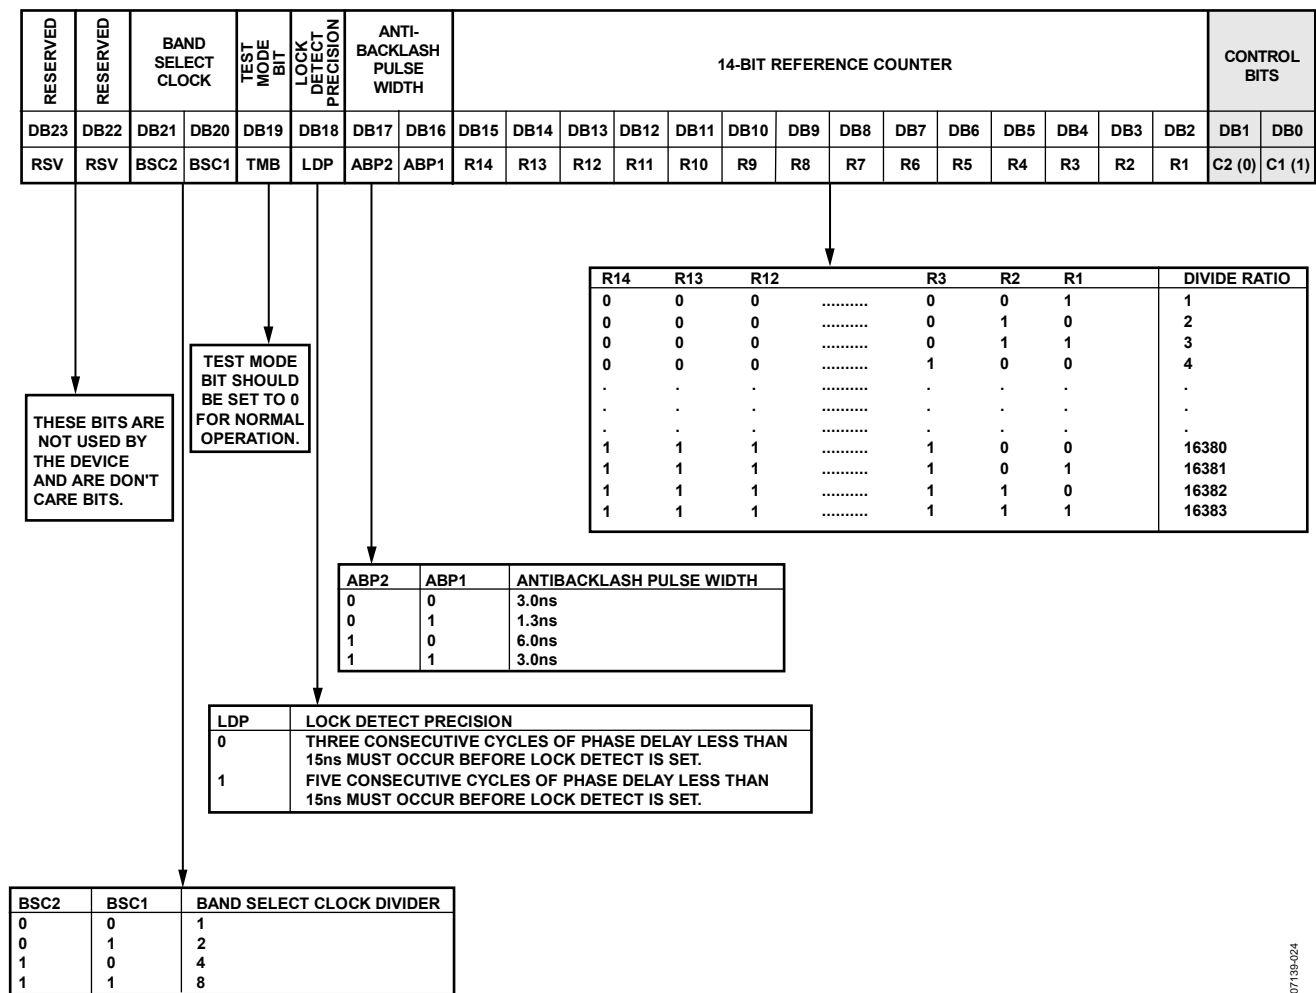 RESERVED
RESERVED
BAND
SELECT
CLOCK
TEST
MODE
BIT
LOCK
DETECT
PRECISION
ANTI-
BACKLASH
PULSE
WIDTH
14-BIT REFERENCE COUNTER
CONTROL
BITS
DB23 DB22 DB21 DB20 DB19 DB18 DB17 DB16 DB15 DB14 DB13 DB12 DB11 DB10 DB9 DB8 DB7 DB6 DB5 DB4 DB3 DB2 DB1 DB0
RSV RSV BSC2 BSC1 TMB LDP ABP2 ABP1 R14 R13 R12 R11 R10 R9 R8 R7 R6 R5 R4 R3 R2 R1 C2 (0) C1 (1)
R14 R13 R12 R3 R2 R1 DIVIDE RATIO
0 0 0 .......... 0 0 1 1
0 0 0 .......... 0 1 0 2
0 0 0 .......... 0 1 1 3
0 0 0 .......... 1 0 0 4
. . . .......... . . . .
. . . .......... . . . .
. . . .......... . . . .
1 1 1 .......... 1 0 0 16380
1 1 1 .......... 1 0 1 16381
1 1 1 .......... 1 1 0 16382
1 1 1 .......... 1 1 1 16383
TEST MODE
BIT SHOULD
BE SET TO 0
FOR NORMAL
OPERATION.
THESE BITS ARE
NOT USED BY
THE DEVICE
AND ARE DON'T
CARE BITS.
ABP2 ABP1 ANTIBACKLASH PULSE WIDTH
0 0 3.0ns
0 1 1.3ns
1 0 6.0ns
1 1 3.0ns
LDP LOCK DETECT PRECISION
0 THREE CONSECUTIVE CYCLES OF PHASE DELAY LESS THAN
15ns MUST OCCUR BEFORE LOCK DETECT IS SET.
1 FIVE CONSECUTIVE CYCLES OF PHASE DELAY LESS THAN
15ns MUST OCCUR BEFORE LOCK DETECT IS SET.
BSC2 BSC1 BAND SELECT CLOCK DIVIDER
0 0 1
0 1 2
1 0 4
1 1 8
07139-024